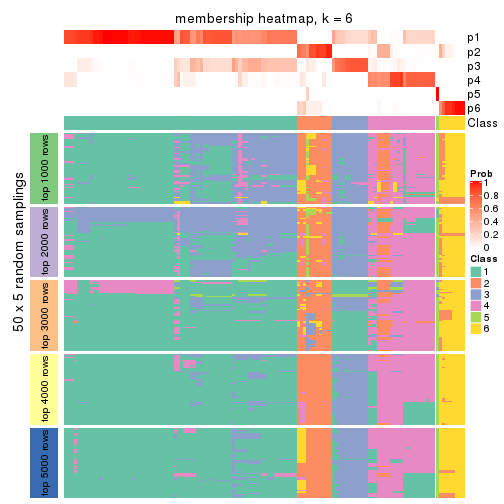 membership heatmap, k = 6
p1
p2
p3
p4
p5
p6
Class
50 x 5 random samplings
top 1000 rows
top 2000 rows
top 3000 rows
top 4000 rows
top 5000 rows
Prob
1
0.8
0.6
0.4
0.2
0
Class
1
2
3
4
5
6